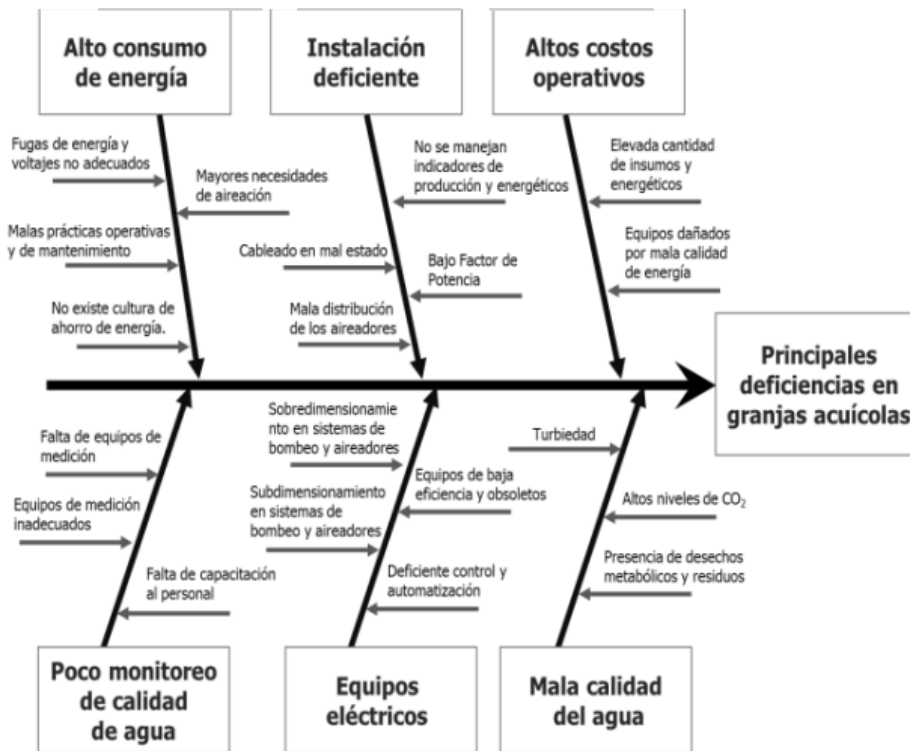 Alto consumo
de energía
Instalación
deficiente
Altos costos
operativos
Fugas de energía y
voltajes no adecuados
Mayores necesidades
de aireación
Malas prácticas operativas
y de mantenimiento
No existe cultura de
ahorro de energía.
No se manejan
indicadores de
producción y energéticos
Cableado en mal estado
Bajo Factor de
Potencia
Mala distribución
de los aireadores
Elevada cantidad
de insumos y
energéticos
Equipos dañados
por mala calidad
de energía
Principales
deficiencias en
granjas acuícolas
Falta de equipos de
medición
Equipos de medición
inadecuados
Falta de capacitación
al personal
Sobredimensionamie
nto en sistemas de
bombeo y aireadores
Equipos de baja
eficiencia y obsoletos
Subdimensionamiento
en sistemas de
bombeo y aireadores
Deficiente control y
automatización
Turbiedad
Altos niveles de CO₂
Presencia de desechos
metabólicos y residuos
Poco monitoreo
de calidad
de agua
Equipos
eléctricos
Mala calidad
del agua